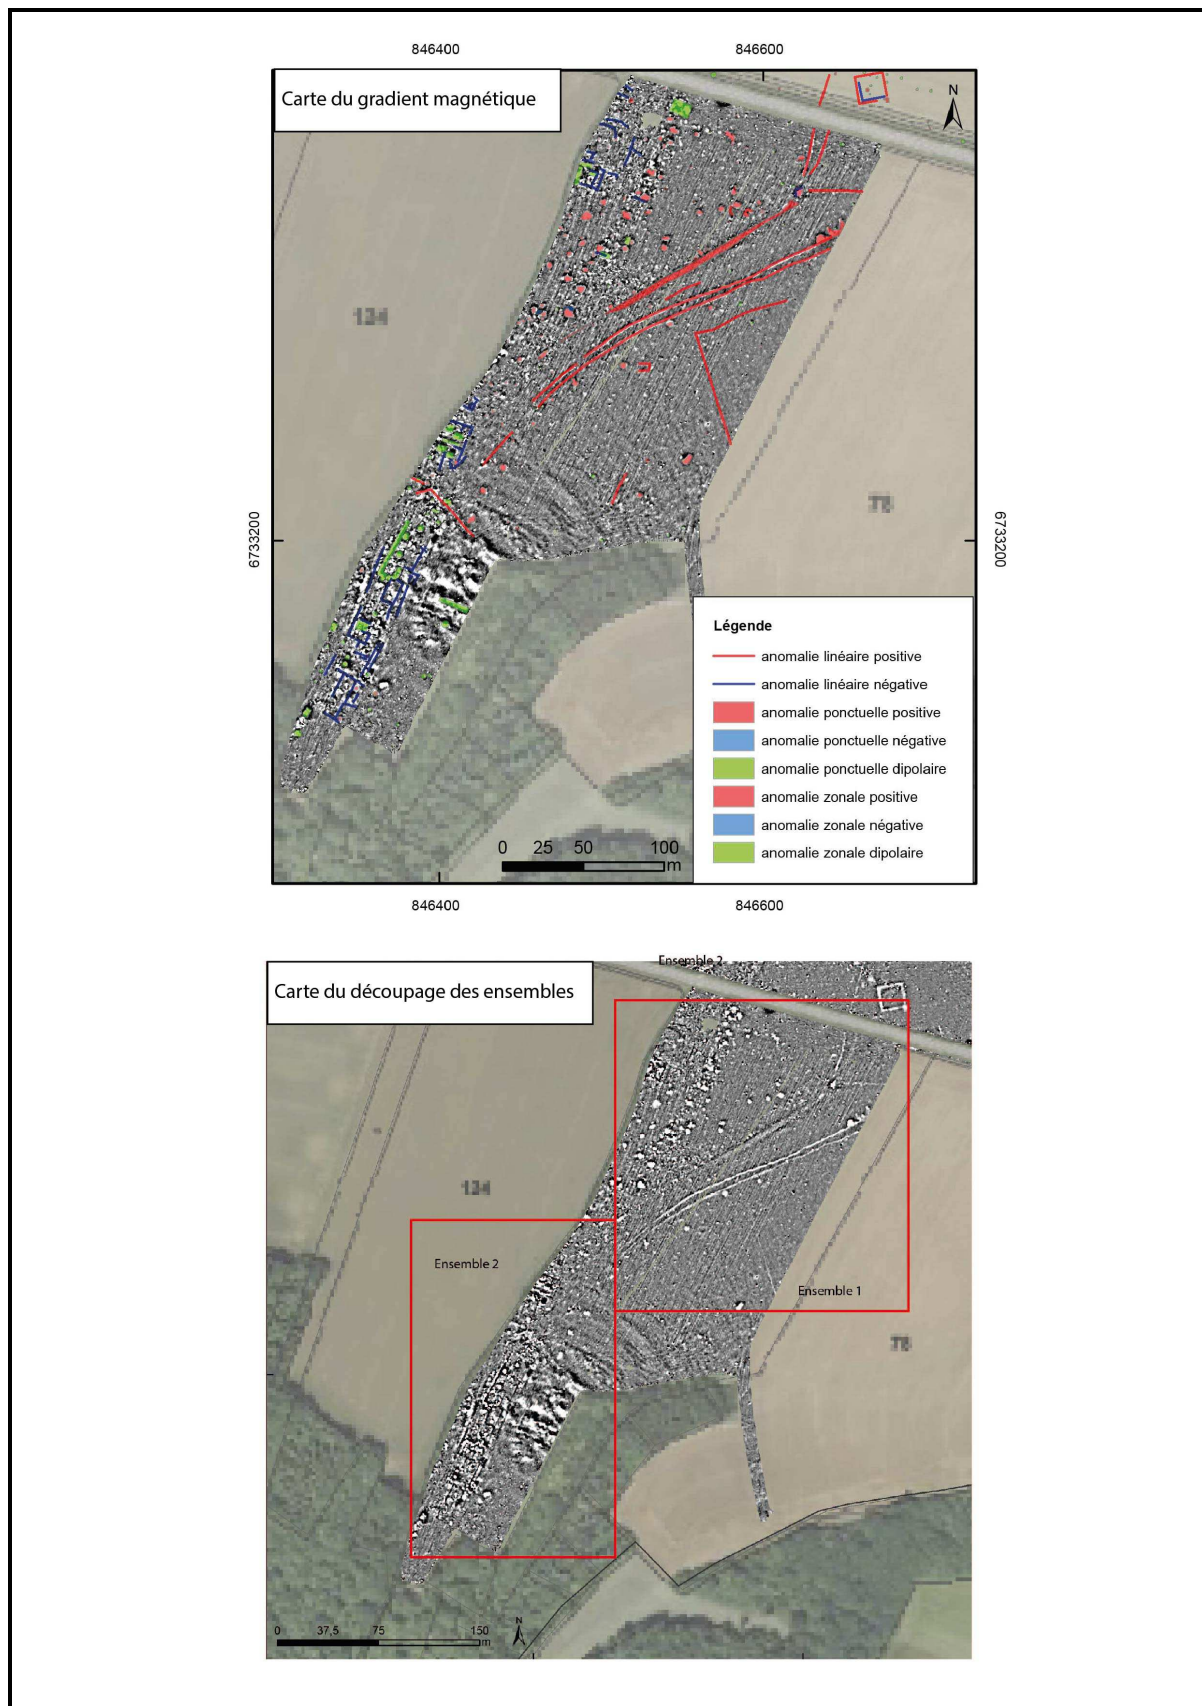 846400
846600
Carte du gradient magnétique
N
124
78
6733200
6733200
Légende
anomalie linéaire positive
anomalie linéaire négative
anomalie ponctuelle positive
anomalie ponctuelle négative
anomalie ponctuelle dipolaire
anomalie zonale positive
anomalie zonale négative
anomalie zonale dipolaire
0 25 50 100
m
846400
846600
Ensemble 2
Carte du découpage des ensembles
124
Ensemble 2
Ensemble 1
78
N
0 37,5 75 150
m